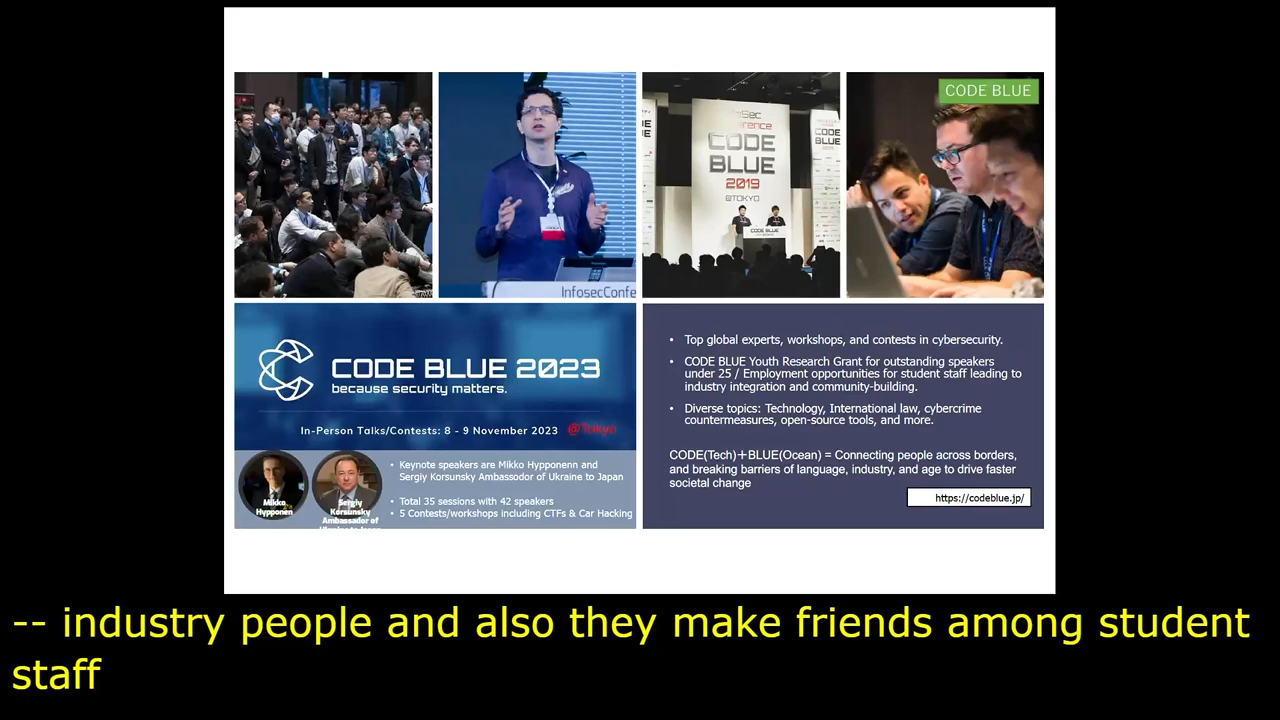 CODE BLUE
CODE
BLUE
2019
@TOKYO
CODE BLUE
InfosecConfe
CODE BLUE 2023
because security matters.
In-Person Talks/Contests: 8 - 9 November 2023 @Tokyo
Mikko
Hypponen
Sergiy
Korsunsky
Ambassador of
• Keynote speakers are Mikko Hypponenn and
Sergiy Korsunsky Ambassodor of Ukraine to Japan
• Total 35 sessions with 42 speakers
• 5 Contests/workshops including CTFs & Car Hacking
• Top global experts, workshops, and contests in cybersecurity.
• CODE BLUE Youth Research Grant for outstanding speakers
under 25 / Employment opportunities for student staff leading to
industry integration and community-building.
• Diverse topics: Technology, International law, cybercrime
countermeasures, open-source tools, and more.
CODE(Tech)＋BLUE(Ocean) = Connecting people across borders,
and breaking barriers of language, industry, and age to drive faster
societal change
https://codeblue.jp/
-- industry people and also they make friends among student
staff